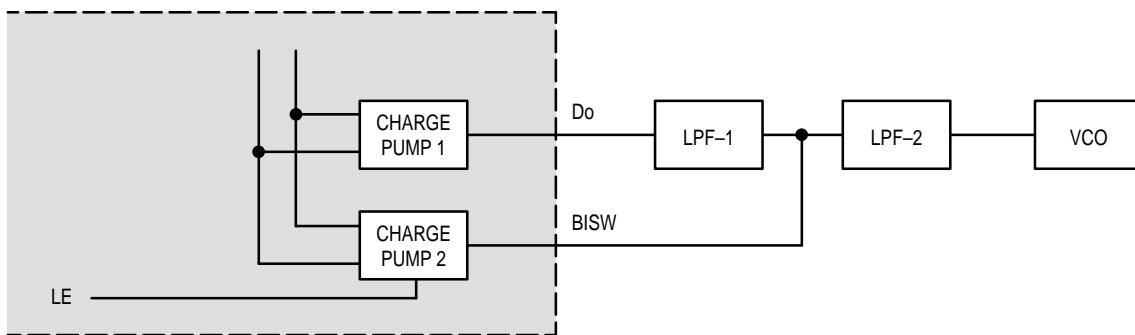 CHARGE
PUMP 1
Do
LPF–1
LPF–2
VCO
CHARGE
PUMP 2
BISW
LE